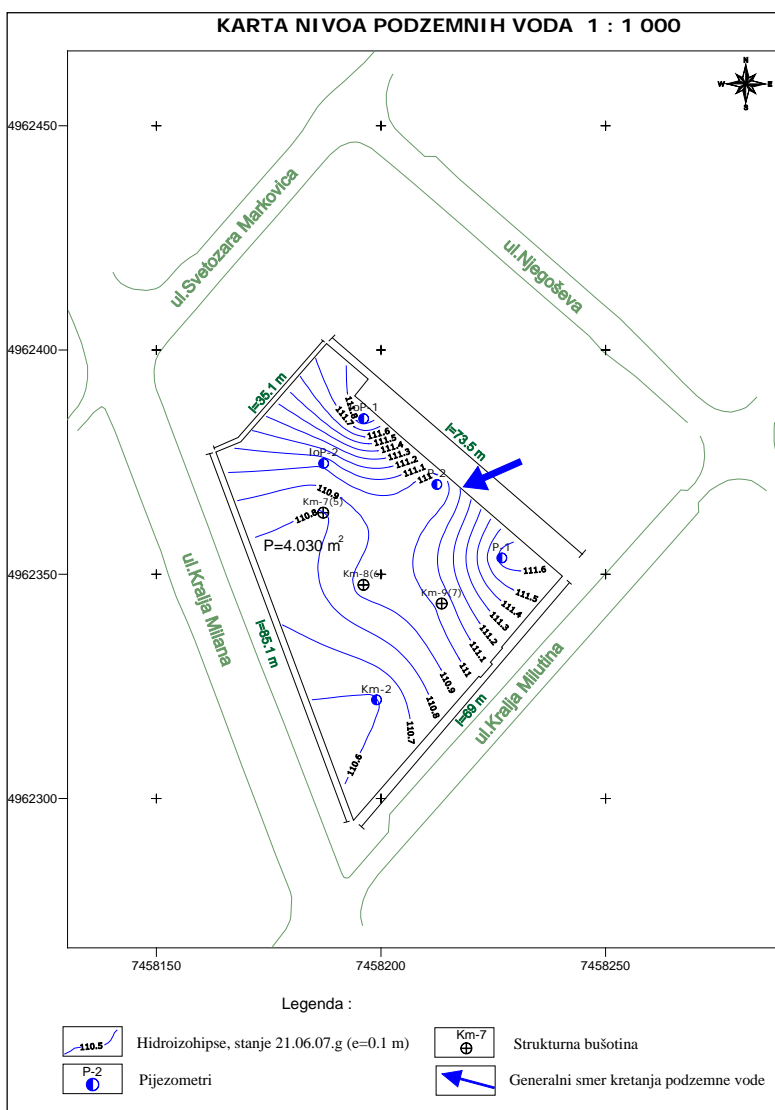 KARTA NIVOA PODZEMNIH VODA 1 : 1 000
N
W E
S
4962450
4962400
4962350
4962300
7458150
7458200
7458250
ul.Svetozara Markovica
ul.Njegoševa
ul.Kralja Milana
ul.Kralja Milutina
l=35.1 m
l=73.5 m
l=85.1 m
l=69 m
P=4.030 m²
IoP-1
IoP-2
P-2
P-1
Km-7(5)
Km-8(6
Km-9(7)
Km-2
111.8
111.7
111.6
111.5
111.4
111.3
111.2
111.1
111
110.9
110.8
111.6
111.5
111.4
111.3
111.2
111.1
111
110.9
110.8
110.7
110.6
Legenda :
110.5
Hidroizohipse, stanje 21.06.07.g (e=0.1 m)
Km-7
Strukturna bušotina
P-2
Pijezometri
Generalni smer kretanja podzemne vode